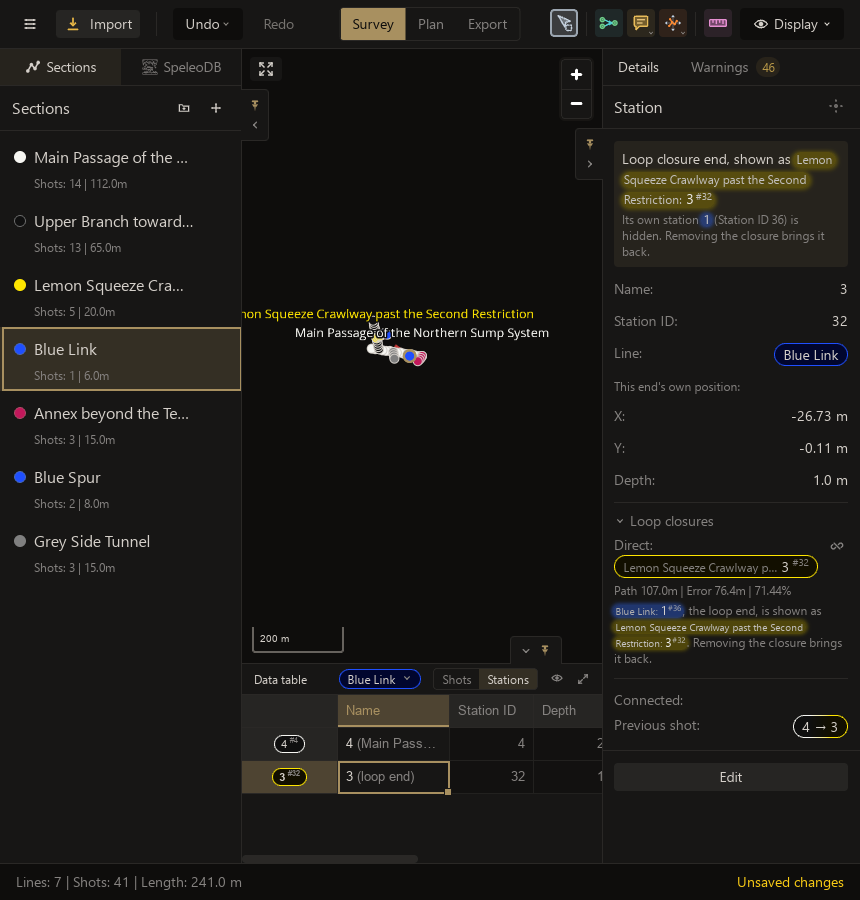 Import
Undo
Redo
Survey
Plan
Export
Display
Sections
SpeleoDB
Details
Warnings 46
Sections
Station
Main Passage of the ...
Shots: 14 | 112.0m
Upper Branch toward...
Shots: 13 | 65.0m
Lemon Squeeze Cra...
Shots: 5 | 20.0m
Blue Link
Shots: 1 | 6.0m
Annex beyond the Te...
Shots: 3 | 15.0m
Blue Spur
Shots: 2 | 8.0m
Grey Side Tunnel
Shots: 3 | 15.0m
mon Squeeze Crawlway past the Second Restriction
Main Passage of the Northern Sump System
200 m
Loop closure end, shown as Lemon
Squeeze Crawlway past the Second
Restriction: 3 #32
Its own station 1 (Station ID 36) is
hidden. Removing the closure brings it
back.
Name: 3
Station ID: 32
Line: Blue Link
This end's own position:
X: -26.73 m
Y: -0.11 m
Depth: 1.0 m
Loop closures
Direct:
Lemon Squeeze Crawlway p... 3 #32
Path 107.0m | Error 76.4m | 71.44%
Blue Link: 1 #36, the loop end, is shown as
Lemon Squeeze Crawlway past the Second
Restriction: 3 #32. Removing the closure brings
it back.
Connected:
Previous shot: 4 → 3
Edit
Data table
Blue Link
Shots
Stations
Name
Station ID
Depth
4 #4
4 (Main Pass...
4
2
3 #32
3 (loop end)
32
1
Lines: 7 | Shots: 41 | Length: 241.0 m
Unsaved changes